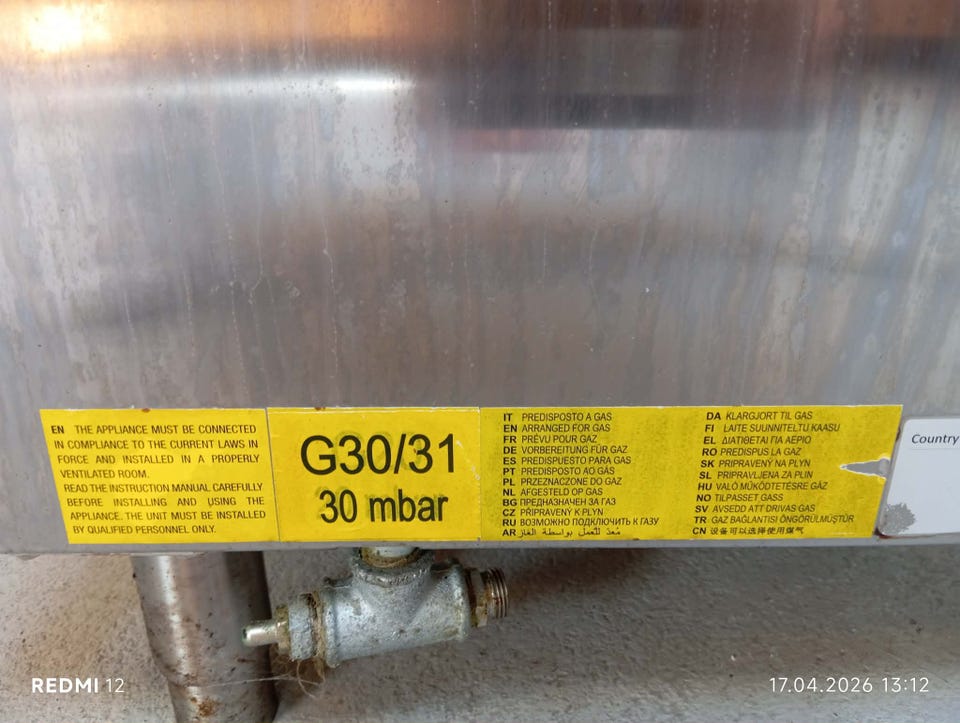 EN THE APPLIANCE MUST BE CONNECTED
IN COMPLIANCE TO THE CURRENT LAWS IN
FORCE AND INSTALLED IN A PROPERLY
VENTILATED ROOM.
READ THE INSTRUCTION MANUAL CAREFULLY
BEFORE INSTALLING AND USING THE
APPLIANCE. THE UNIT MUST BE INSTALLED
BY QUALIFIED PERSONNEL ONLY.
G30/31
30 mbar
IT PREDISPOSTO A GAS
EN ARRANGED FOR GAS
FR PRÉVU POUR GAZ
DE VORBEREITUNG FÜR GAZ
ES PREDISPUESTO PARA GAS
PT PREDISPOSTO AO GÁS
PL PRZEZNACZONE DO GAZU
NL AFGESTELD OP GAS
BG ПРЕДНАЗНАЧЕН ЗА ГАЗ
CZ PŘIPRAVENÝ K PLYN
RU ВОЗМОЖНО ПОДКЛЮЧИТЬ К ГАЗУ
AR مُعدّ للعمل بواسطة الغاز
DA KLARGJORT TIL GAS
FI LAITE SUUNNITELTU KAASU
EL ΔΙΑΤΙΘΕΤΑΙ ΓΙΑ ΑΕΡΙΟ
RO PREDISPUS LA GAZ
SK PRIPRAVENÝ NA PLYN
SL PRIPRAVLJENA ZA PLIN
HU VALÓ MŰKÖDTETÉSRE GÁZ
NO TILPASSET GASS
SV AVSEDD ATT DRIVAS GAS
TR GAZ BAĞLANTISI ÖNGÖRÜLMÜŞTÜR
CN 设备可以选择使用煤气
Country
REDMI 12
17.04.2026 13:12